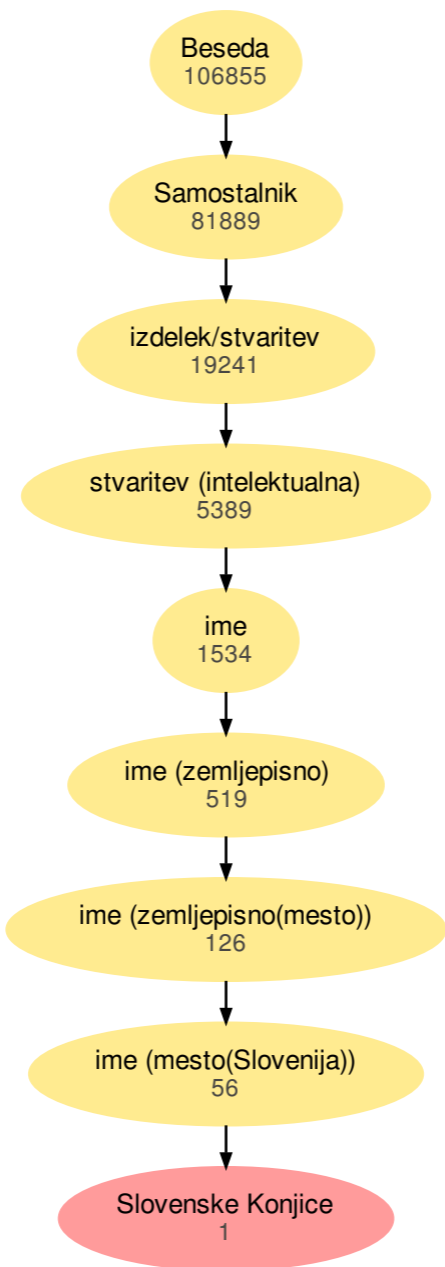 Beseda
106855
Samostalnik
81889
izdelek/stvaritev
19241
stvaritev (intelektualna)
5389
ime
1534
ime (zemljepisno)
519
ime (zemljepisno(mesto))
126
ime (mesto(Slovenija))
56
Slovenske Konjice
1